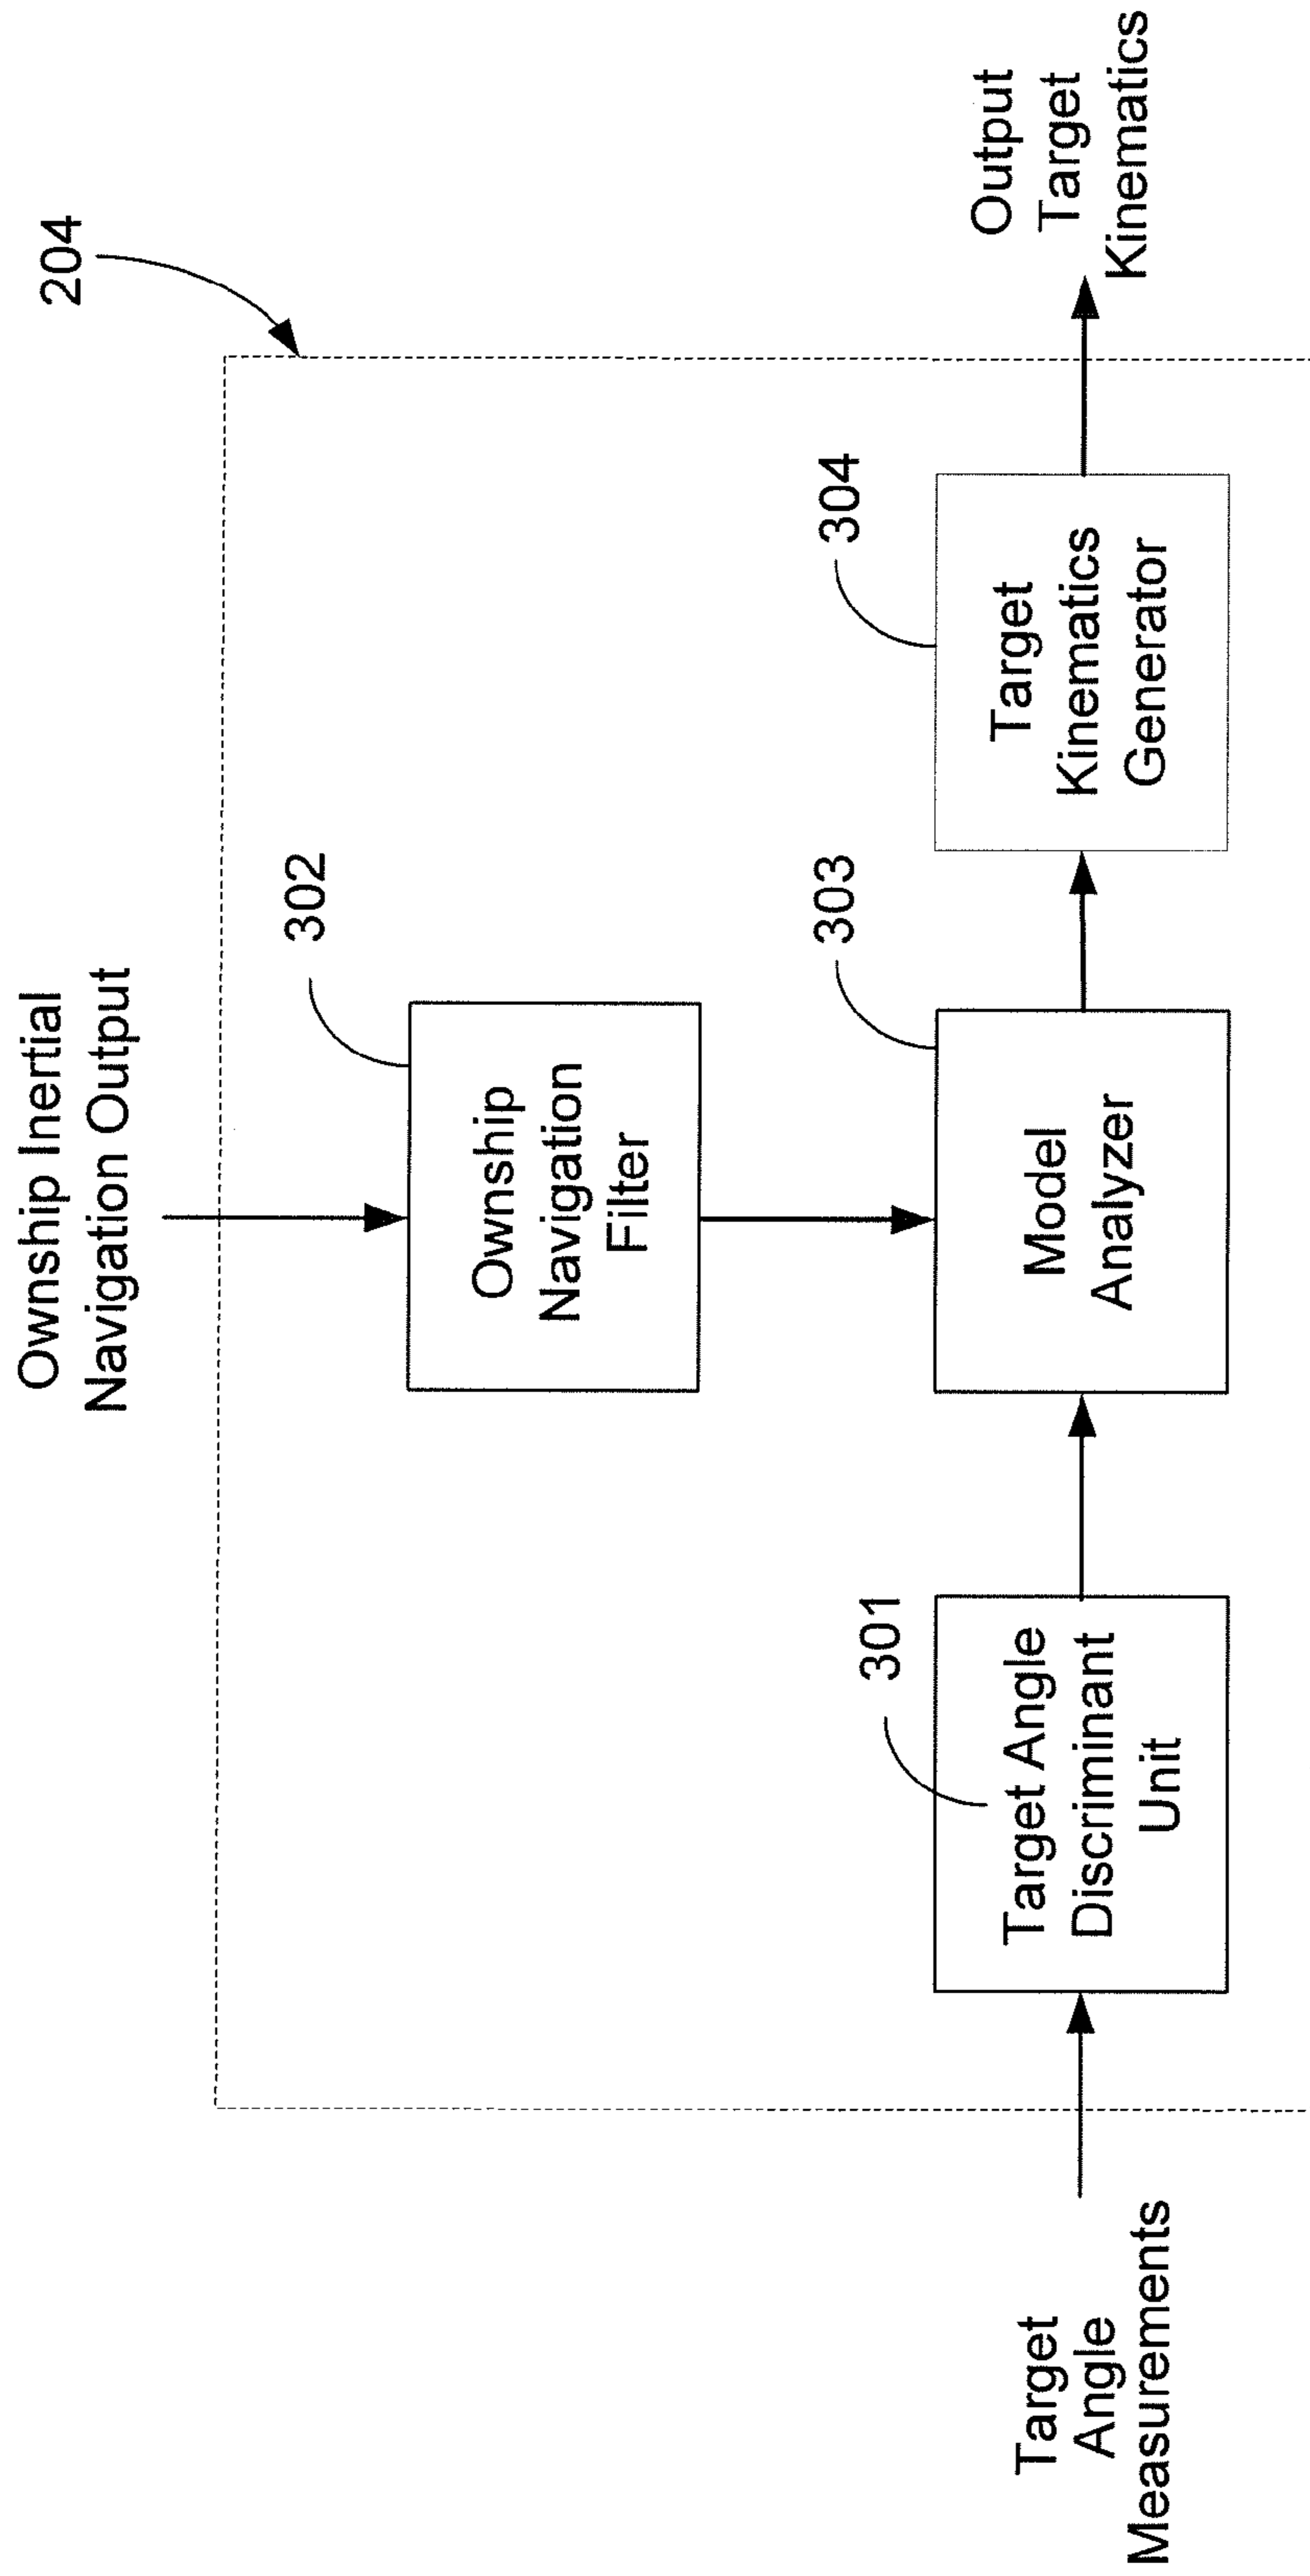 Ownship Inertial
Navigation Output
204
302
Ownship
Navigation
Filter
303
304
301
Target
Angle
Measurements
Target Angle
Discriminant
Unit
Model
Analyzer
Target
Kinematics
Generator
Output
Target
Kinematics